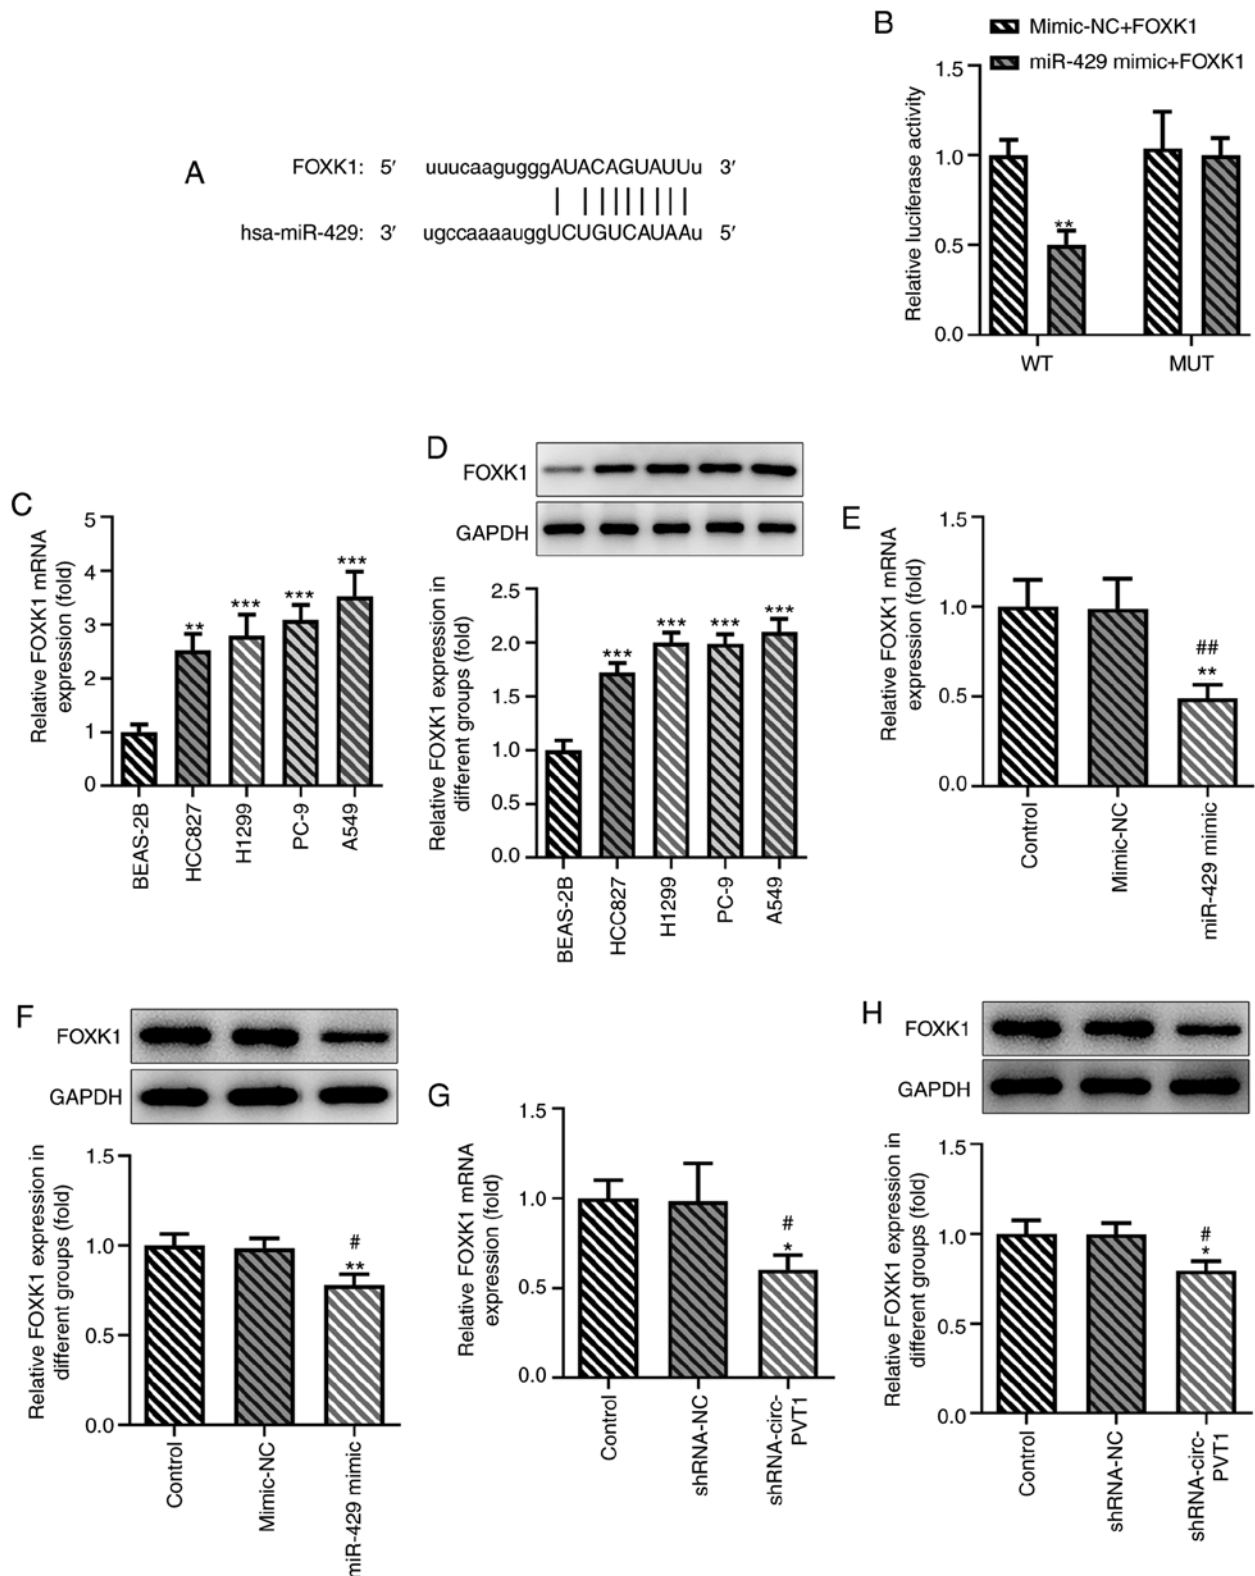 A
FOXK1: 5′ uuucaagugggAUACAGUAUUu 3′
hsa-miR-429: 3′ ugccaaaauggUCUGUCAUAAu 5′
B
Mimic-NC+FOXK1
miR-429 mimic+FOXK1
Relative luciferase activity
1.5
1.0
0.5
0.0
**
WT
MUT
C
Relative FOXK1 mRNA
expression (fold)
5
4
3
2
1
0
**
***
***
***
BEAS-2B
HCC827
H1299
PC-9
A549
D
FOXK1
GAPDH
Relative FOXK1 expression in
different groups (fold)
2.5
2.0
1.5
1.0
0.5
0.0
***
***
***
***
BEAS-2B
HCC827
H1299
PC-9
A549
E
Relative FOXK1 mRNA
expression (fold)
1.5
1.0
0.5
0.0
##
**
Control
Mimic-NC
miR-429 mimic
F
FOXK1
GAPDH
Relative FOXK1 expression in
different groups (fold)
1.5
1.0
0.5
0.0
#
**
Control
Mimic-NC
miR-429 mimic
G
Relative FOXK1 mRNA
expression (fold)
1.5
1.0
0.5
0.0
#
*
Control
shRNA-NC
shRNA-circ-
PVT1
H
FOXK1
GAPDH
Relative FOXK1 expression in
different groups (fold)
1.5
1.0
0.5
0.0
#
*
Control
shRNA-NC
shRNA-circ-
PVT1